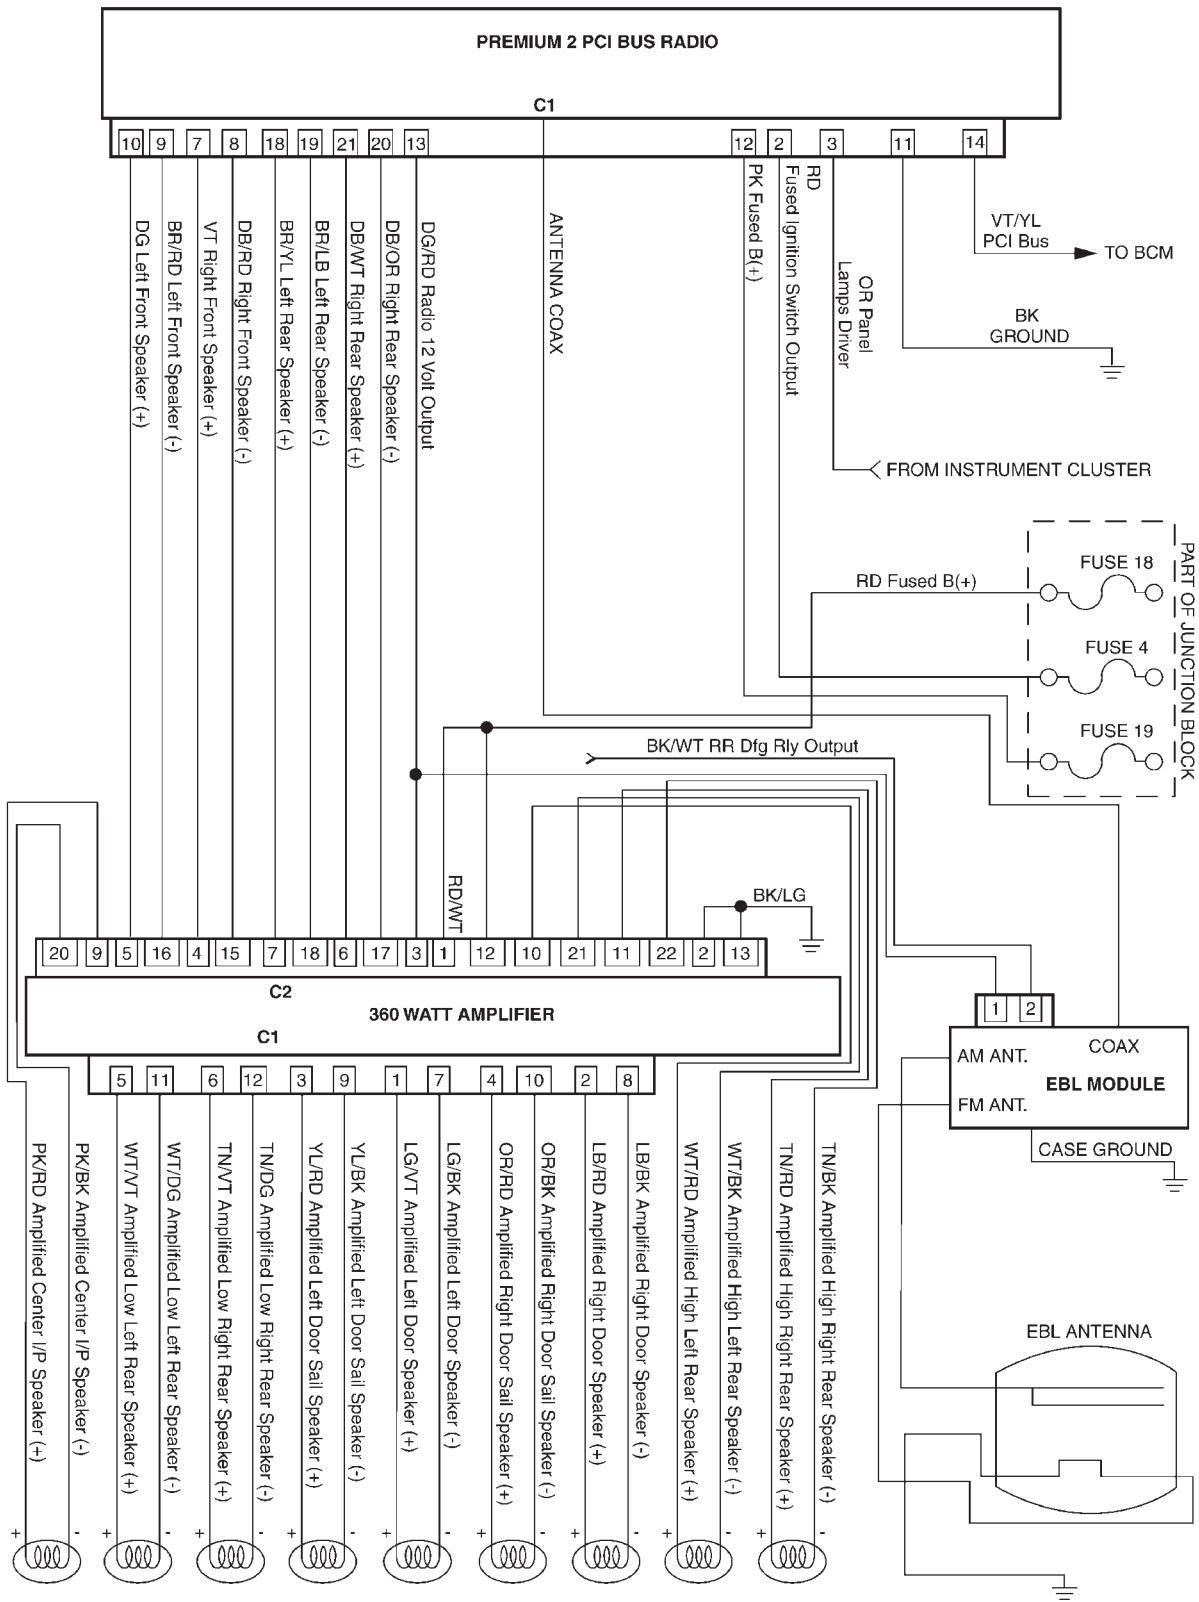 PREMIUM 2 PCI BUS RADIO
C1
10 9 7 8 18 19 21 20 13 12 2 3 11 14
DG Left Front Speaker (+)
BR/RD Left Front Speaker (-)
VT Right Front Speaker (+)
DB/RD Right Front Speaker (-)
BR/YL Left Rear Speaker (+)
BR/LB Left Rear Speaker (-)
DB/WT Right Rear Speaker (+)
DB/OR Right Rear Speaker (-)
DG/RD Radio 12 Volt Output
ANTENNA COAX
PK Fused B(+)
RD
Fused Ignition Switch Output
OR Panel
Lamps Driver
VT/YL
PCI Bus
TO BCM
BK
GROUND
FROM INSTRUMENT CLUSTER
PART OF JUNCTION BLOCK
FUSE 18
RD Fused B(+)
FUSE 4
FUSE 19
BK/WT RR Dfg Rly Output
RD/WT
BK/LG
20 9 5 16 4 15 7 18 6 17 3 1 12 10 21 11 22 2 13
C2
360 WATT AMPLIFIER
C1
5 11 6 12 3 9 1 7 4 10 2 8
1 2
AM ANT.
COAX
EBL MODULE
FM ANT.
CASE GROUND
PK/RD Amplified Center I/P Speaker (+)
PK/BK Amplified Center I/P Speaker (-)
WT/VT Amplified Low Left Rear Speaker (+)
WT/DG Amplified Low Left Rear Speaker (-)
TN/VT Amplified Low Right Rear Speaker (+)
TN/DG Amplified Low Right Rear Speaker (-)
YL/RD Amplified Left Door Sail Speaker (+)
YL/BK Amplified Left Door Sail Speaker (-)
LG/VT Amplified Left Door Speaker (+)
LG/BK Amplified Left Door Speaker (-)
OR/RD Amplified Right Door Sail Speaker (+)
OR/BK Amplified Right Door Sail Speaker (-)
LB/RD Amplified Right Door Speaker (+)
LB/BK Amplified Right Door Speaker (-)
WT/RD Amplified High Left Rear Speaker (+)
WT/BK Amplified High Left Rear Speaker (-)
TN/RD Amplified High Right Rear Speaker (+)
TN/BK Amplified High Right Rear Speaker (-)
EBL ANTENNA
+ - + - + - + - + - + - + - + - + -